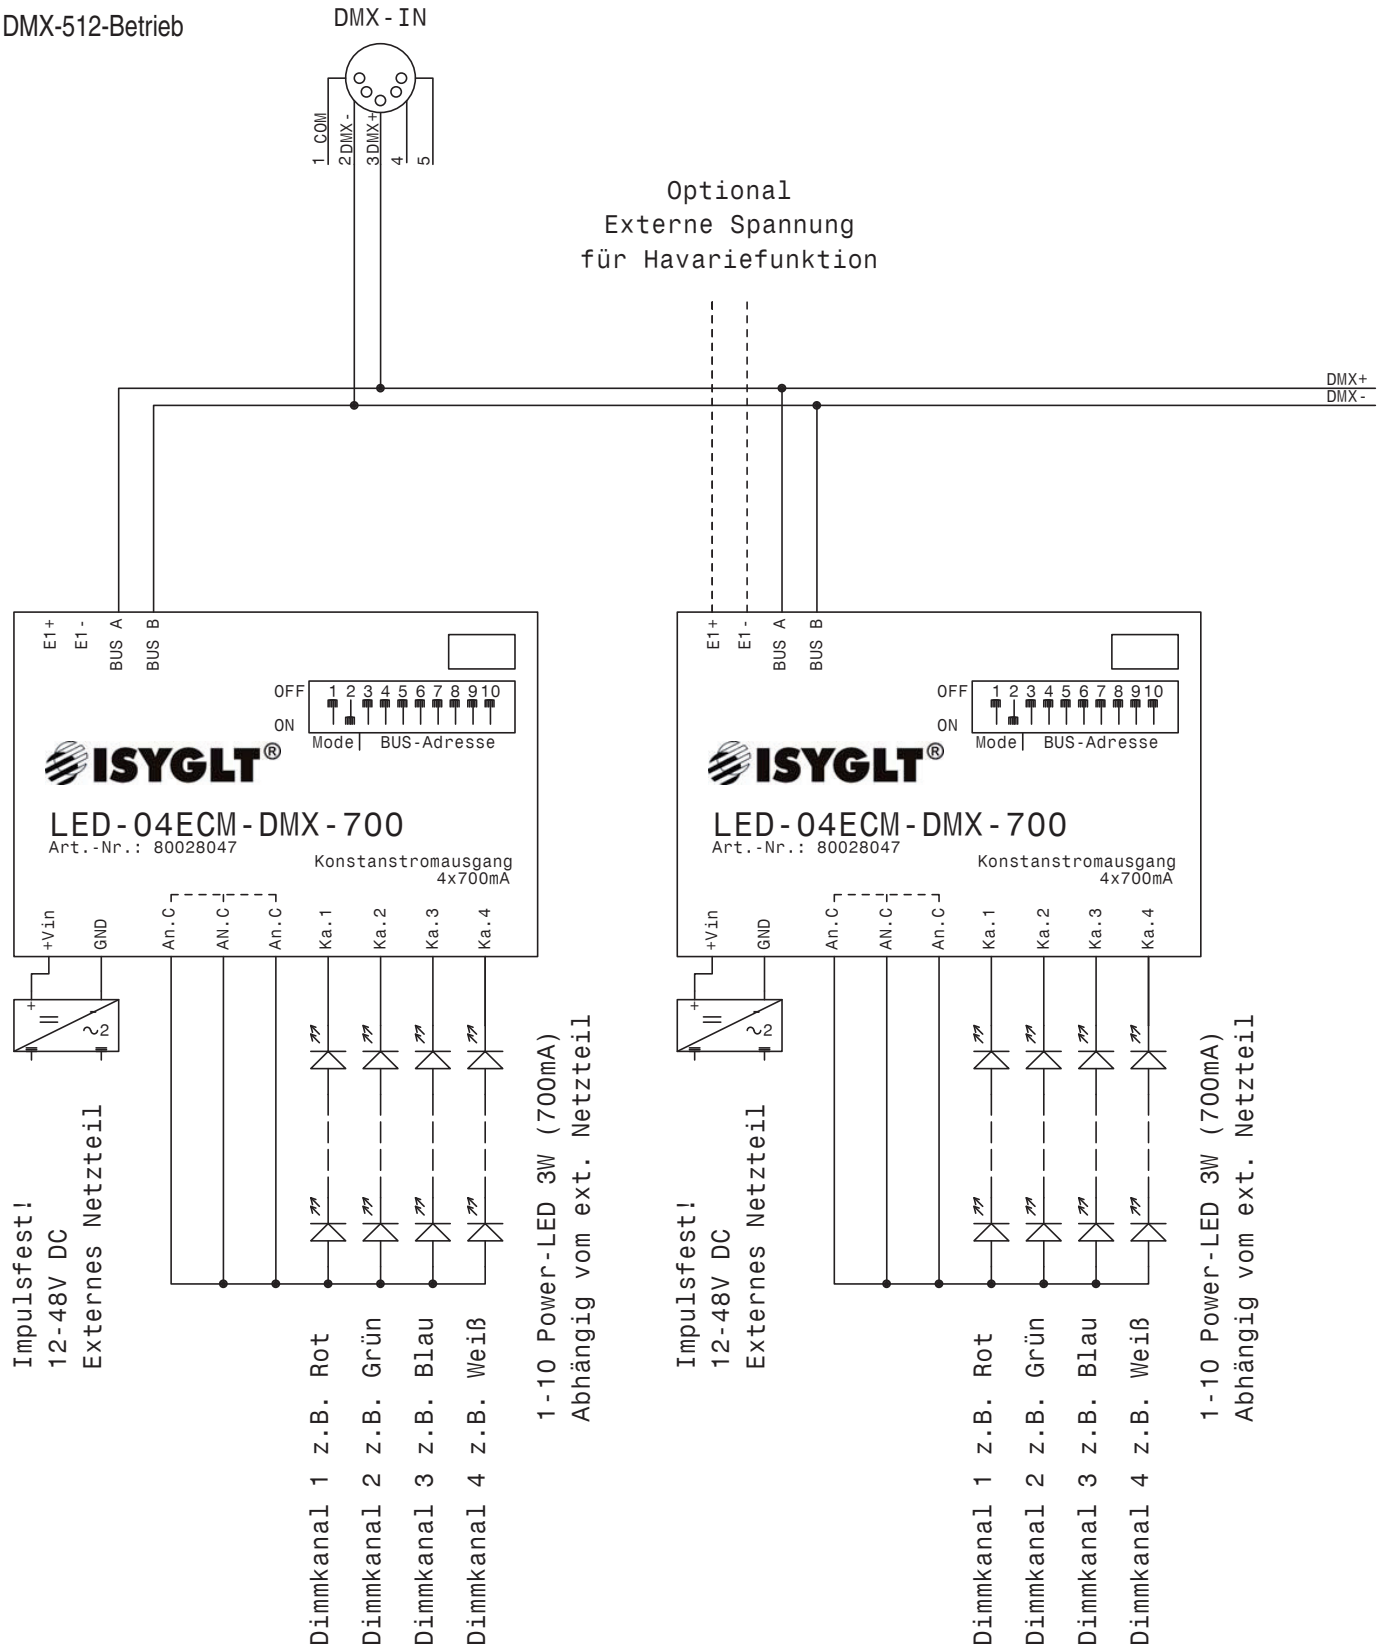 DMX-512-Betrieb
DMX-IN
1 COM
2DMX-
3DMX+
4
5
Optional
Externe Spannung
für Havariefunktion
DMX+
DMX-
E1+
E1-
BUS A
BUS B
OFF
1 2 3 4 5 6 7 8 9 10
ON
Mode BUS-Adresse
ISYGLT®
LED-04ECM-DMX-700
Art.-Nr.: 80028047
Konstanstromausgang
4x700mA
+Vin
GND
An.C
AN.C
An.C
Ka.1
Ka.2
Ka.3
Ka.4
+
-
=
~2
Impulsfest!
12-48V DC
Externes Netzteil
Dimmkanal 1 z.B. Rot
Dimmkanal 2 z.B. Grün
Dimmkanal 3 z.B. Blau
Dimmkanal 4 z.B. Weiß
1-10 Power-LED 3W (700mA)
Abhängig vom ext. Netzteil
E1+
E1-
BUS A
BUS B
OFF
1 2 3 4 5 6 7 8 9 10
ON
Mode BUS-Adresse
ISYGLT®
LED-04ECM-DMX-700
Art.-Nr.: 80028047
Konstanstromausgang
4x700mA
+Vin
GND
An.C
AN.C
An.C
Ka.1
Ka.2
Ka.3
Ka.4
+
-
=
~2
Impulsfest!
12-48V DC
Externes Netzteil
Dimmkanal 1 z.B. Rot
Dimmkanal 2 z.B. Grün
Dimmkanal 3 z.B. Blau
Dimmkanal 4 z.B. Weiß
1-10 Power-LED 3W (700mA)
Abhängig vom ext. Netzteil